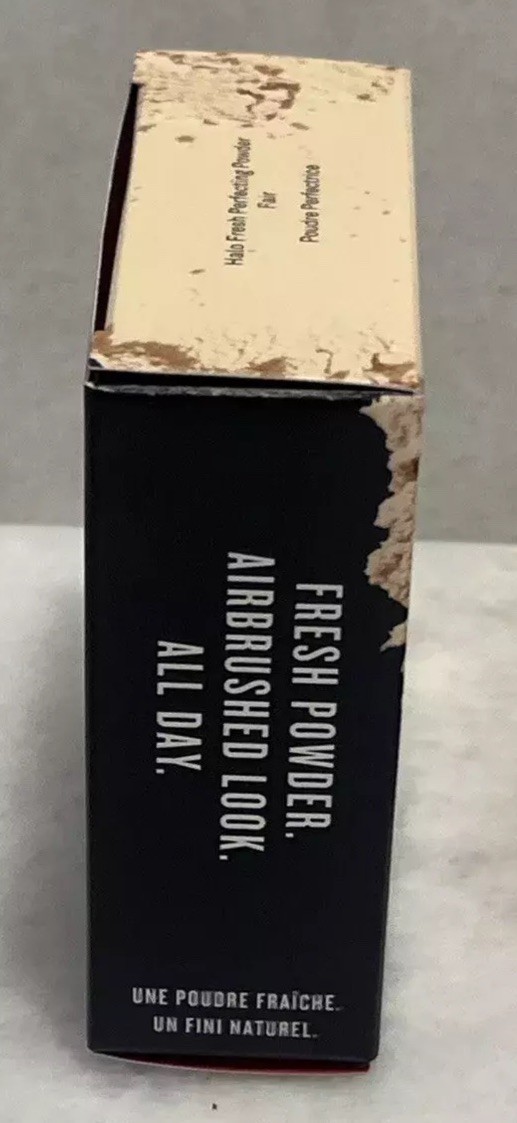 Halo Fresh Perfecting Powder
Fair
Poudre Perfectrice
FRESH POWDER.
AIRBRUSHED LOOK.
ALL DAY.
UNE POUDRE FRAÎCHE.
UN FINI NATUREL.